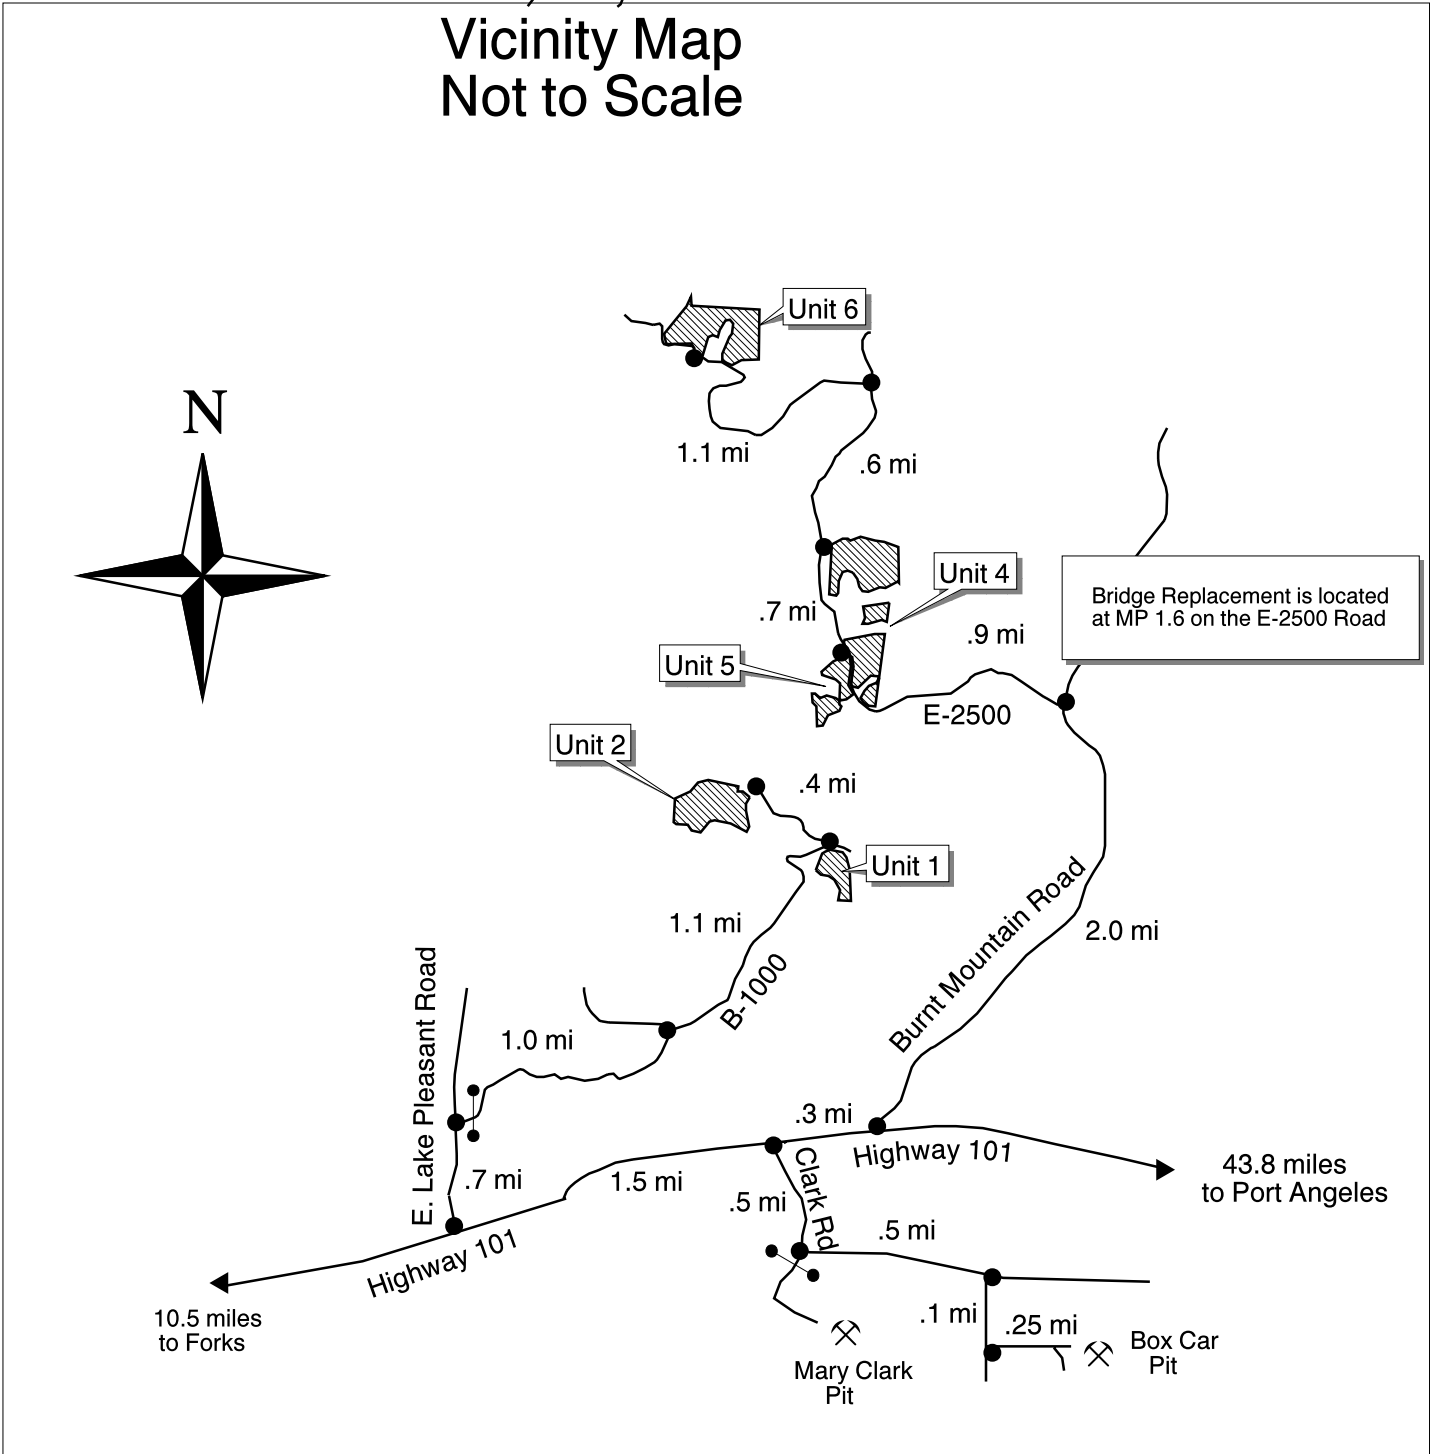 Vicinity Map
Not to Scale
Unit 6
N
1.1 mi
.6 mi
Unit 4
Bridge Replacement is located
at MP 1.6 on the E-2500 Road
.7 mi
.9 mi
Unit 5
E-2500
Unit 2
.4 mi
Unit 1
1.1 mi
Burnt Mountain Road
2.0 mi
B-1000
E. Lake Pleasant Road
1.0 mi
.3 mi
Highway 101
43.8 miles
to Port Angeles
.7 mi
1.5 mi
.5 mi
Clark Rd
.5 mi
Highway 101
10.5 miles
to Forks
.1 mi
.25 mi
Box Car
Pit
Mary Clark
Pit